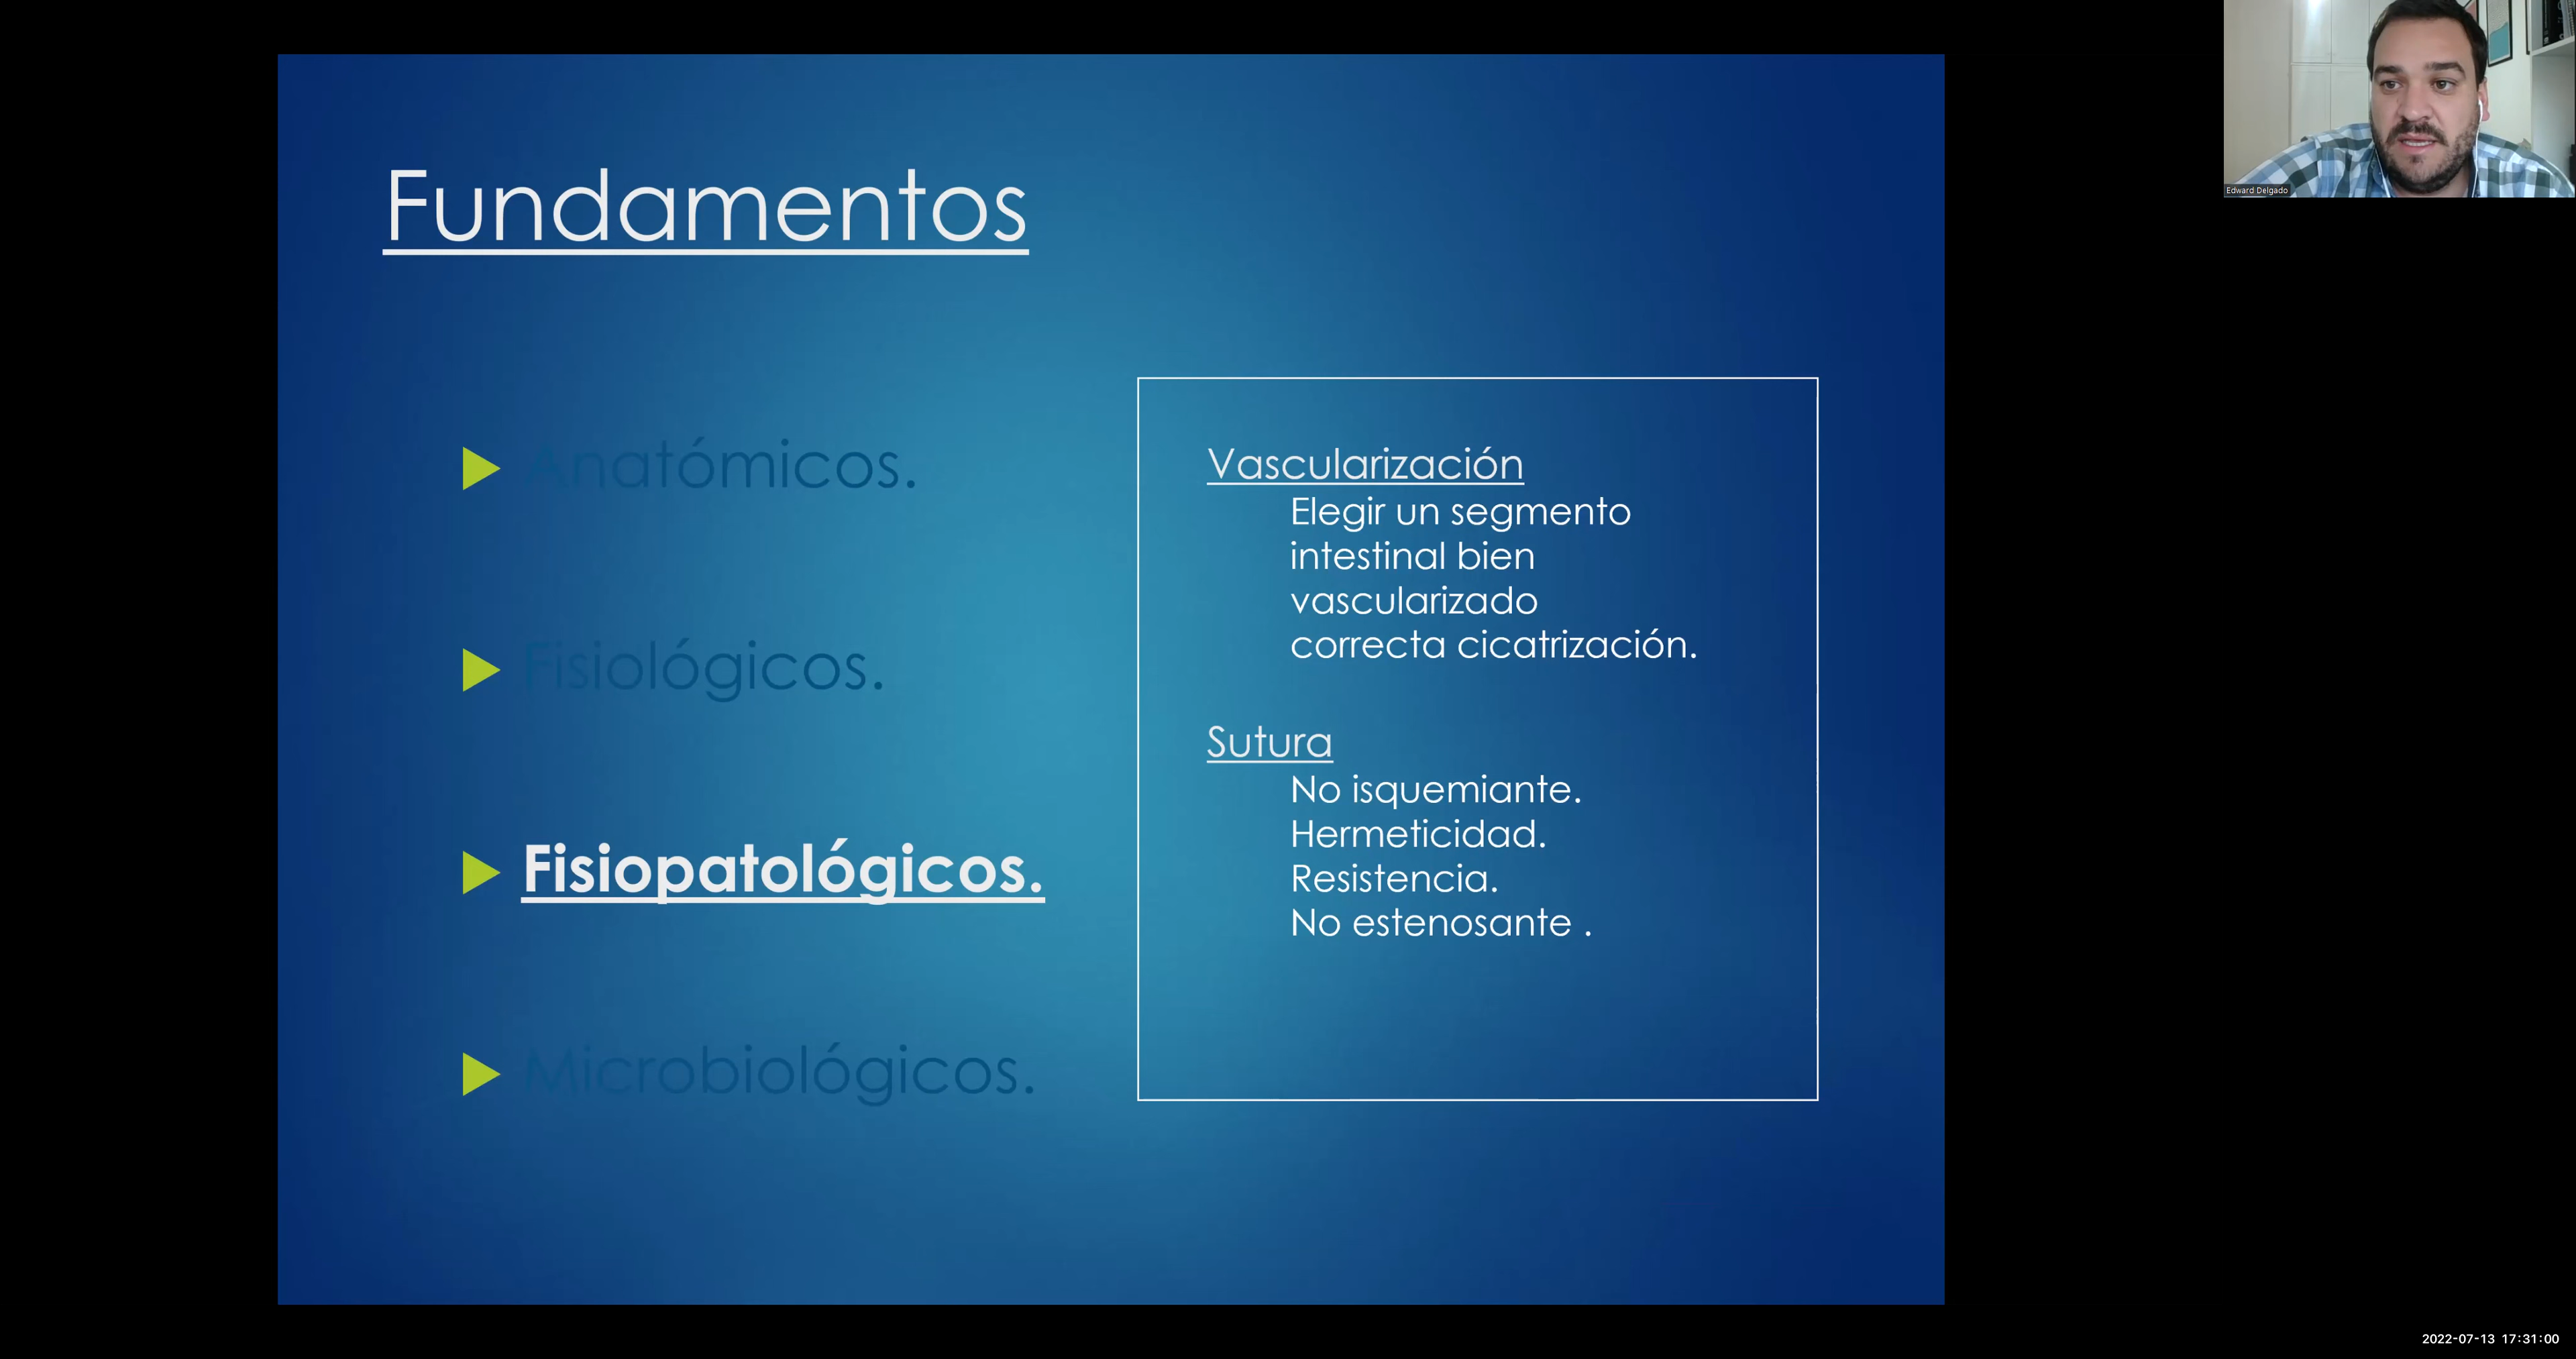 Fundamentos
Anatómicos.
Fisiológicos.
Fisiopatológicos.
Microbiológicos.
Vascularización
Elegir un segmento
intestinal bien
vascularizado
correcta cicatrización.
Sutura
No isquemiante.
Hermeticidad.
Resistencia.
No estenosante .
Edward Delgado
2022-07-13 17:31:00